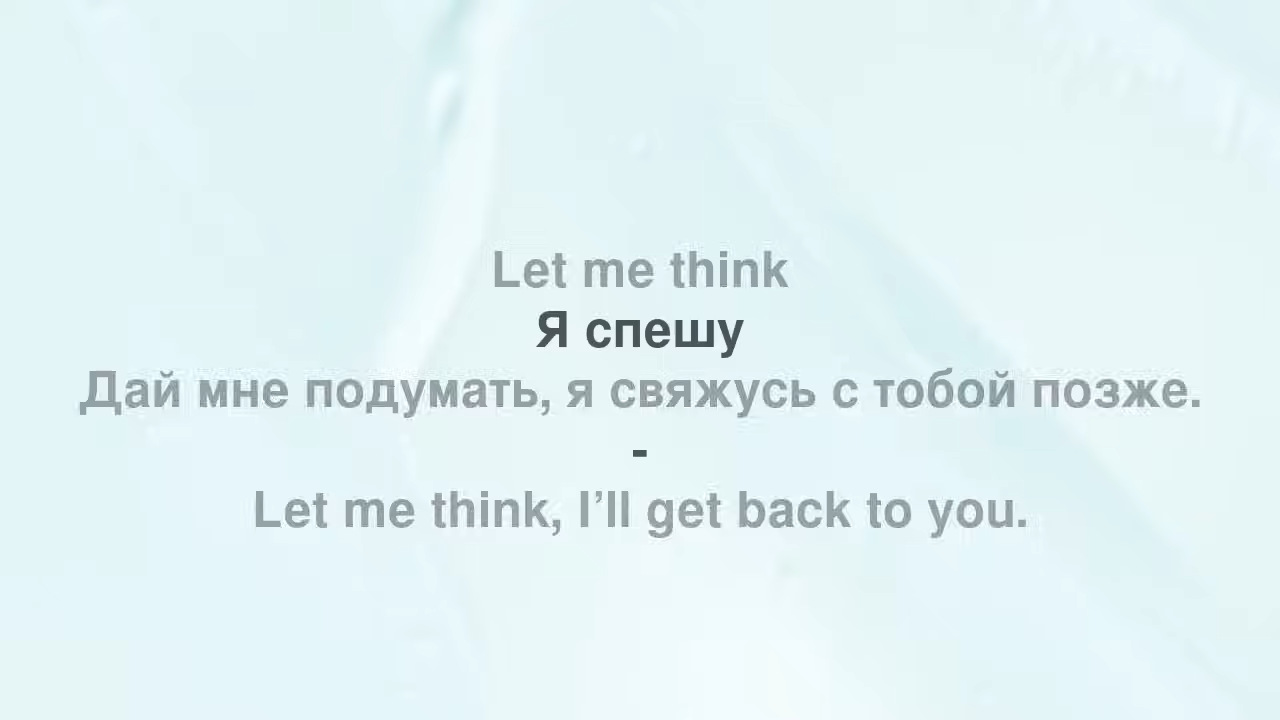 Let me think
Я спешу
Дай мне подумать, я свяжусь с тобой позже.
-
Let me think, I’ll get back to you.